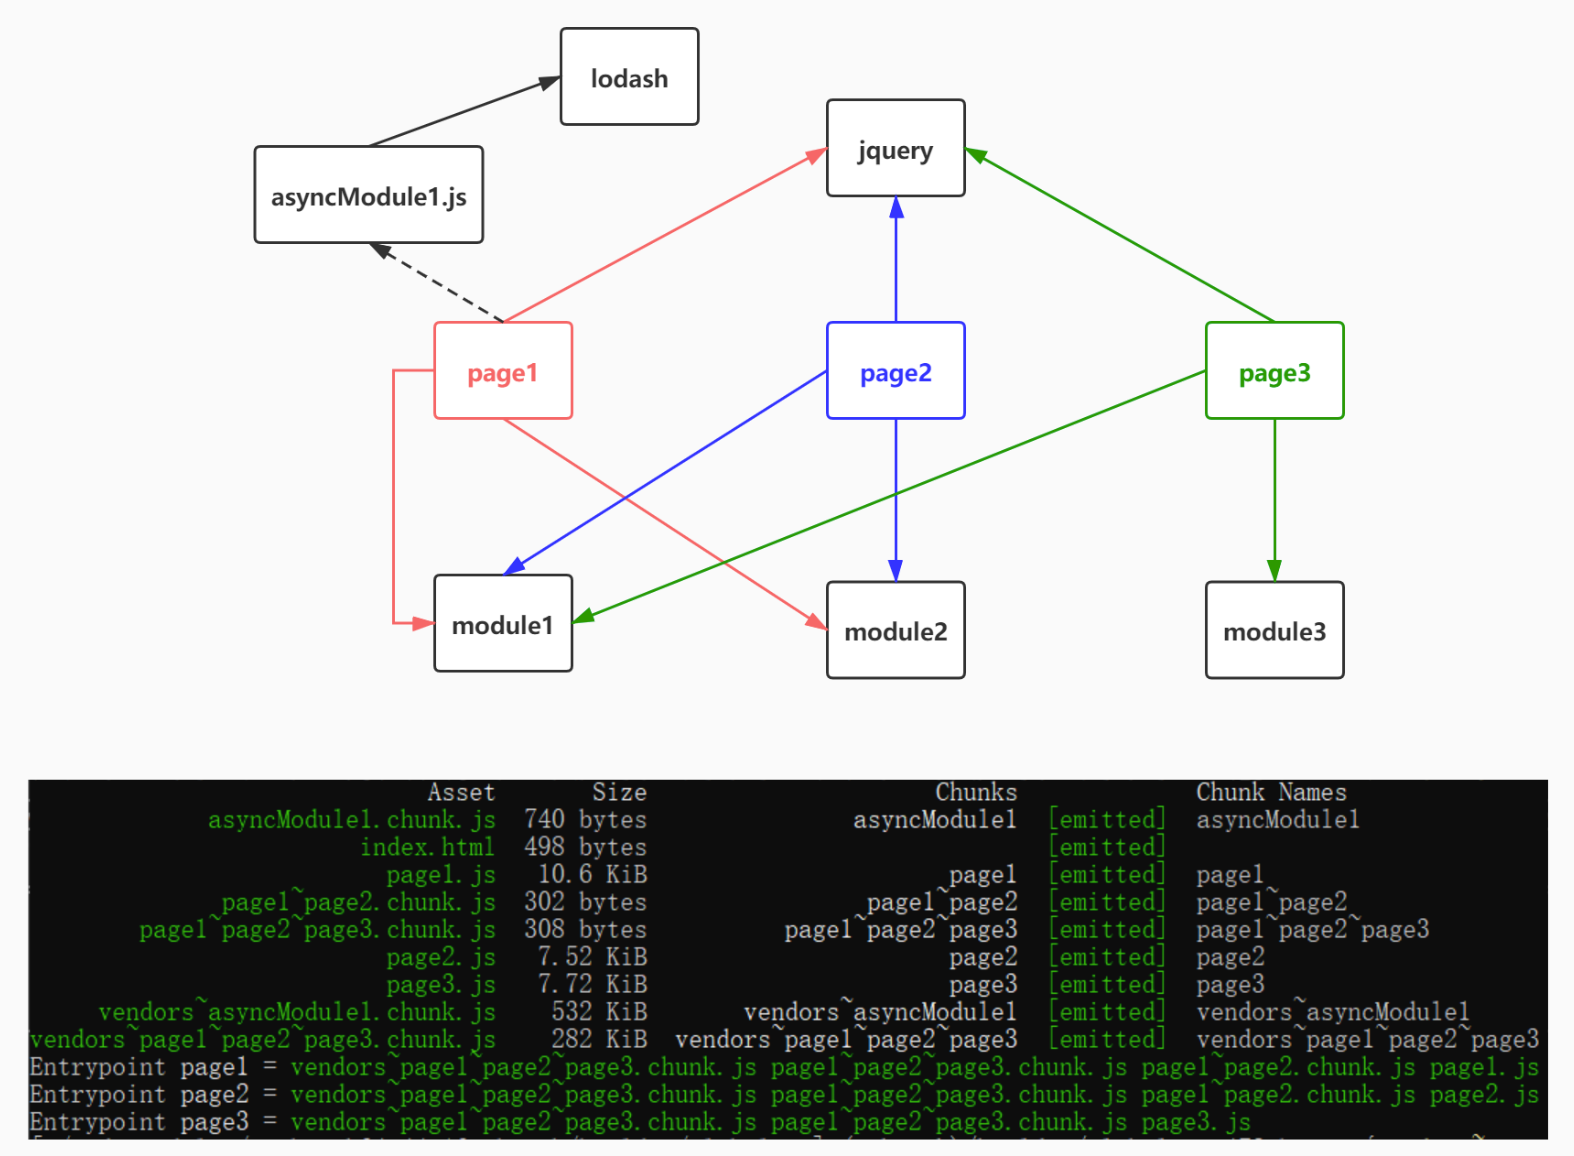 lodash
jquery
asyncModule1.js
page1
page2
page3
module1
module2
module3
Asset Size Chunks Chunk Names
asyncModule1.chunk.js 740 bytes asyncModule1 [emitted] asyncModule1
index.html 498 bytes [emitted]
page1.js 10.6 KiB page1 [emitted] page1
page1~page2.chunk.js 302 bytes page1~page2 [emitted] page1~page2
page1~page2~page3.chunk.js 308 bytes page1~page2~page3 [emitted] page1~page2~page3
page2.js 7.52 KiB page2 [emitted] page2
page3.js 7.72 KiB page3 [emitted] page3
vendors~asyncModule1.chunk.js 532 KiB vendors~asyncModule1 [emitted] vendors~asyncModule1
vendors~page1~page2~page3.chunk.js 282 KiB vendors~page1~page2~page3 [emitted] vendors~page1~page2~page3
Entrypoint page1 = vendors~page1~page2~page3.chunk.js page1~page2~page3.chunk.js page1~page2.chunk.js page1.js
Entrypoint page2 = vendors~page1~page2~page3.chunk.js page1~page2~page3.chunk.js page1~page2.chunk.js page2.js
Entrypoint page3 = vendors~page1~page2~page3.chunk.js page1~page2~page3.chunk.js page3.js